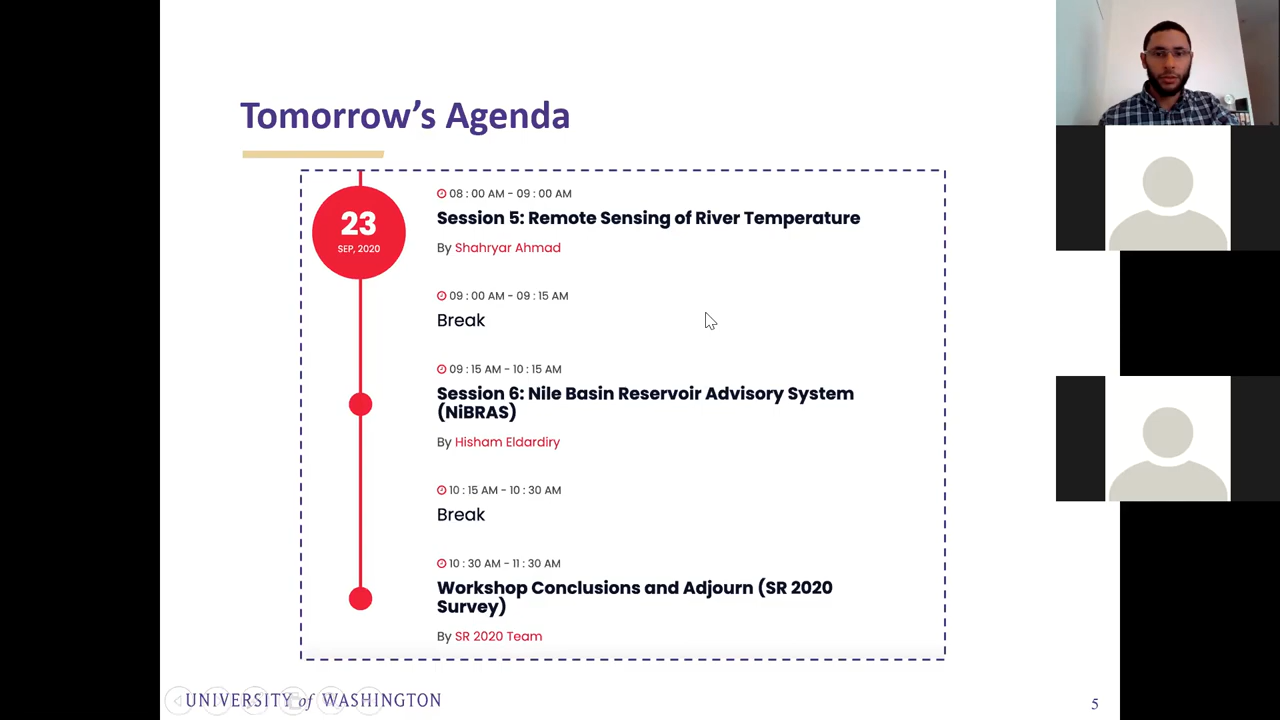 Tomorrow's Agenda
23
SEP, 2020
08 : 00 AM - 09 : 00 AM
Session 5: Remote Sensing of River Temperature
By Shahryar Ahmad
09 : 00 AM - 09 : 15 AM
Break
09 : 15 AM - 10 : 15 AM
Session 6: Nile Basin Reservoir Advisory System
(NiBRAS)
By Hisham Eldardiry
10 : 15 AM - 10 : 30 AM
Break
10 : 30 AM - 11 : 30 AM
Workshop Conclusions and Adjourn (SR 2020
Survey)
By SR 2020 Team
UNIVERSITY of WASHINGTON
5